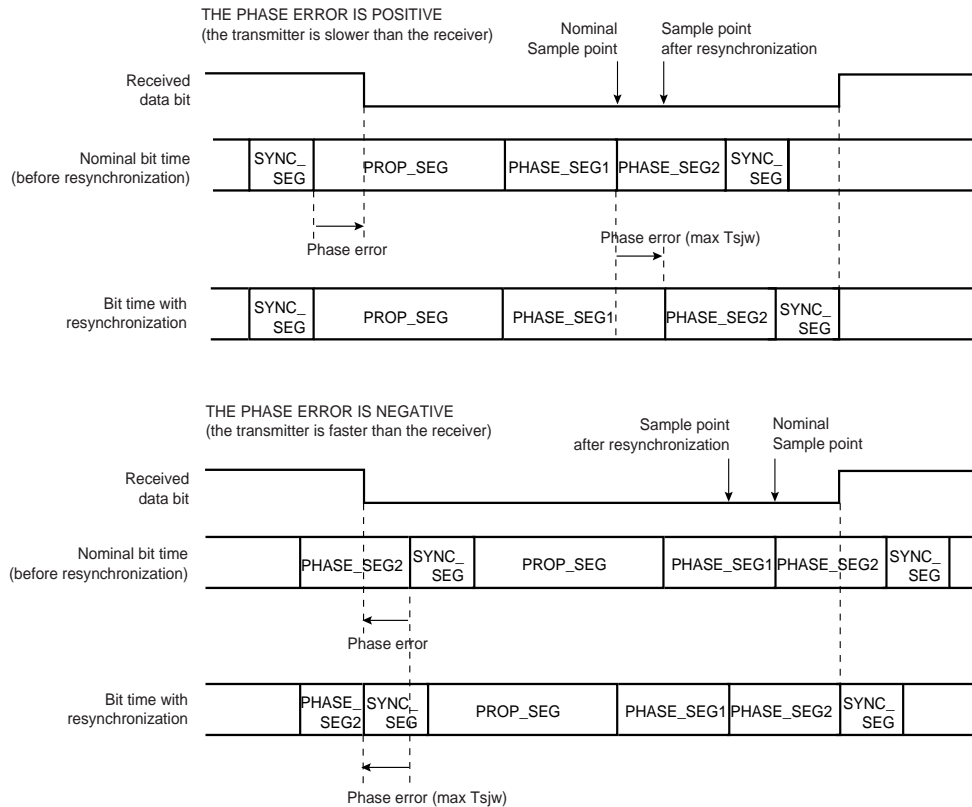 THE PHASE ERROR IS POSITIVE
(the transmitter is slower than the receiver)
Nominal
Sample point
Sample point
after resynchronization
Received
data bit
Nominal bit time
(before resynchronization)
SYNC_
SEG
PROP_SEG
PHASE_SEG1
PHASE_SEG2
SYNC_
SEG
Phase error
Phase error (max Tsjw)
Bit time with
resynchronization
SYNC_
SEG
PROP_SEG
PHASE_SEG1
PHASE_SEG2
SYNC_
SEG
THE PHASE ERROR IS NEGATIVE
(the transmitter is faster than the receiver)
Sample point
after resynchronization
Nominal
Sample point
Received
data bit
Nominal bit time
(before resynchronization)
PHASE_SEG2
SYNC_
SEG
PROP_SEG
PHASE_SEG1
PHASE_SEG2
SYNC_
SEG
Phase error
Bit time with
resynchronization
PHASE_
SEG2
SYNC_
SEG
PROP_SEG
PHASE_SEG1
PHASE_SEG2
SYNC_
SEG
Phase error (max Tsjw)